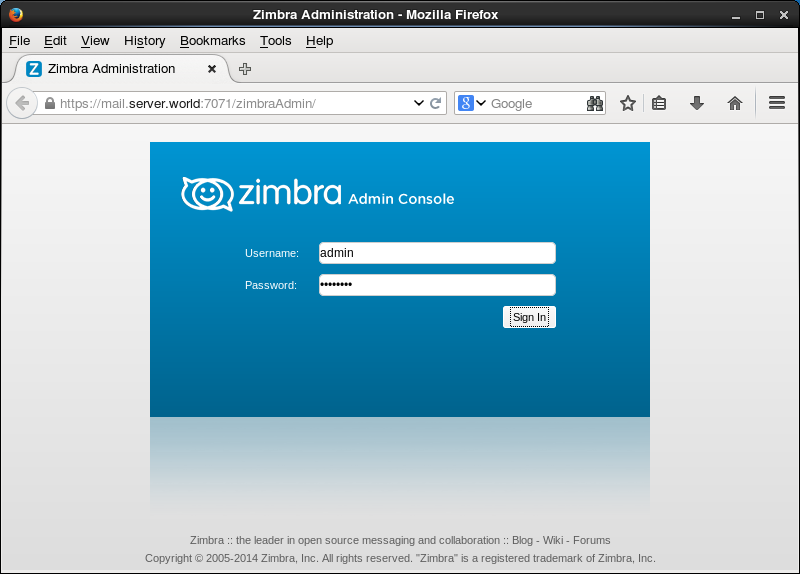 Zimbra Administration - Mozilla Firefox
File Edit View History Bookmarks Tools Help
Zimbra Administration
https://mail.server.world:7071/zimbraAdmin/
Google
zimbra Admin Console
Username: admin
Password: ••••••••
Sign In
Zimbra :: the leader in open source messaging and collaboration :: Blog - Wiki - Forums
Copyright © 2005-2014 Zimbra, Inc. All rights reserved. "Zimbra" is a registered trademark of Zimbra, Inc.